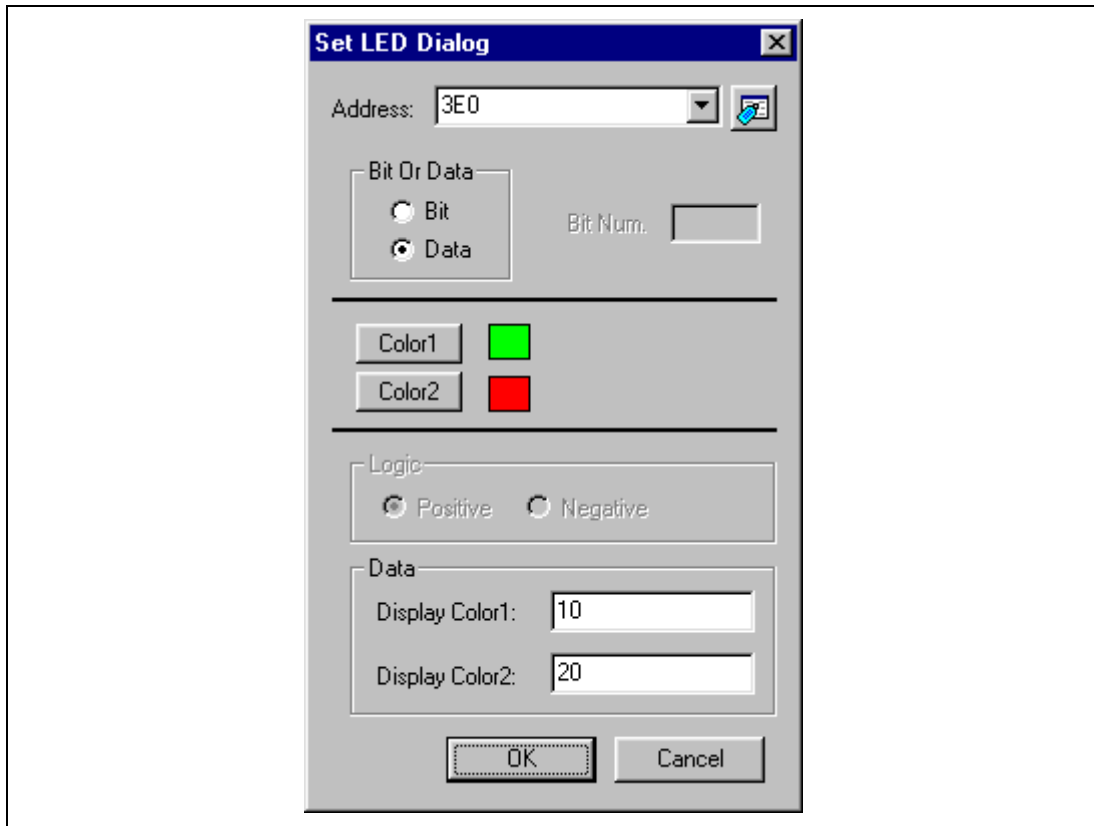 Set LED Dialog
Address: 3E0
Bit Or Data
Bit
Bit Num.
Data
Color1
Color2
Logic
Positive Negative
Data
Display Color1: 10
Display Color2: 20
OK Cancel